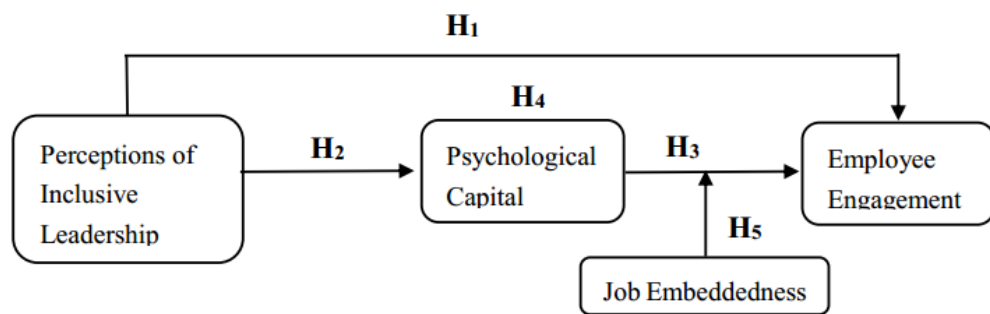 H1
H4
Perceptions of
Inclusive
Leadership
H2
Psychological
Capital
H3
Employee
Engagement
H5
Job Embeddedness